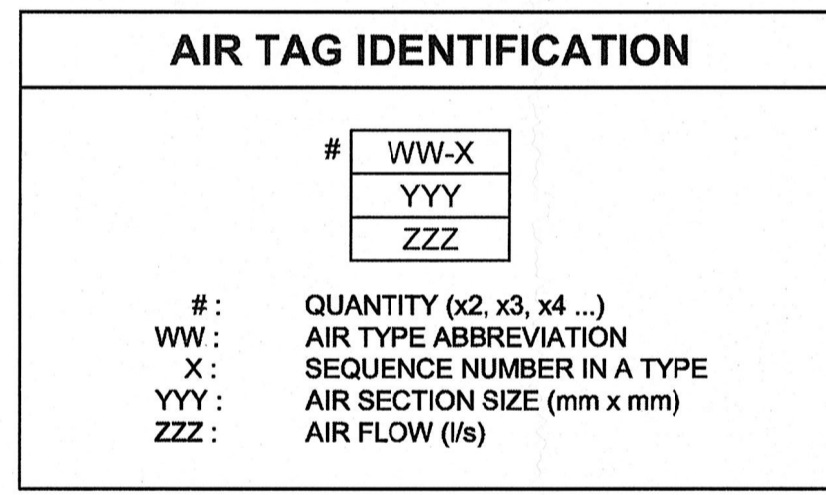 AIR TAG IDENTIFICATION
# WW-X
YYY
ZZZ
# : QUANTITY (x2, x3, x4 ...)
WW : AIR TYPE ABBREVIATION
X : SEQUENCE NUMBER IN A TYPE
YYY : AIR SECTION SIZE (mm x mm)
ZZZ : AIR FLOW (l/s)